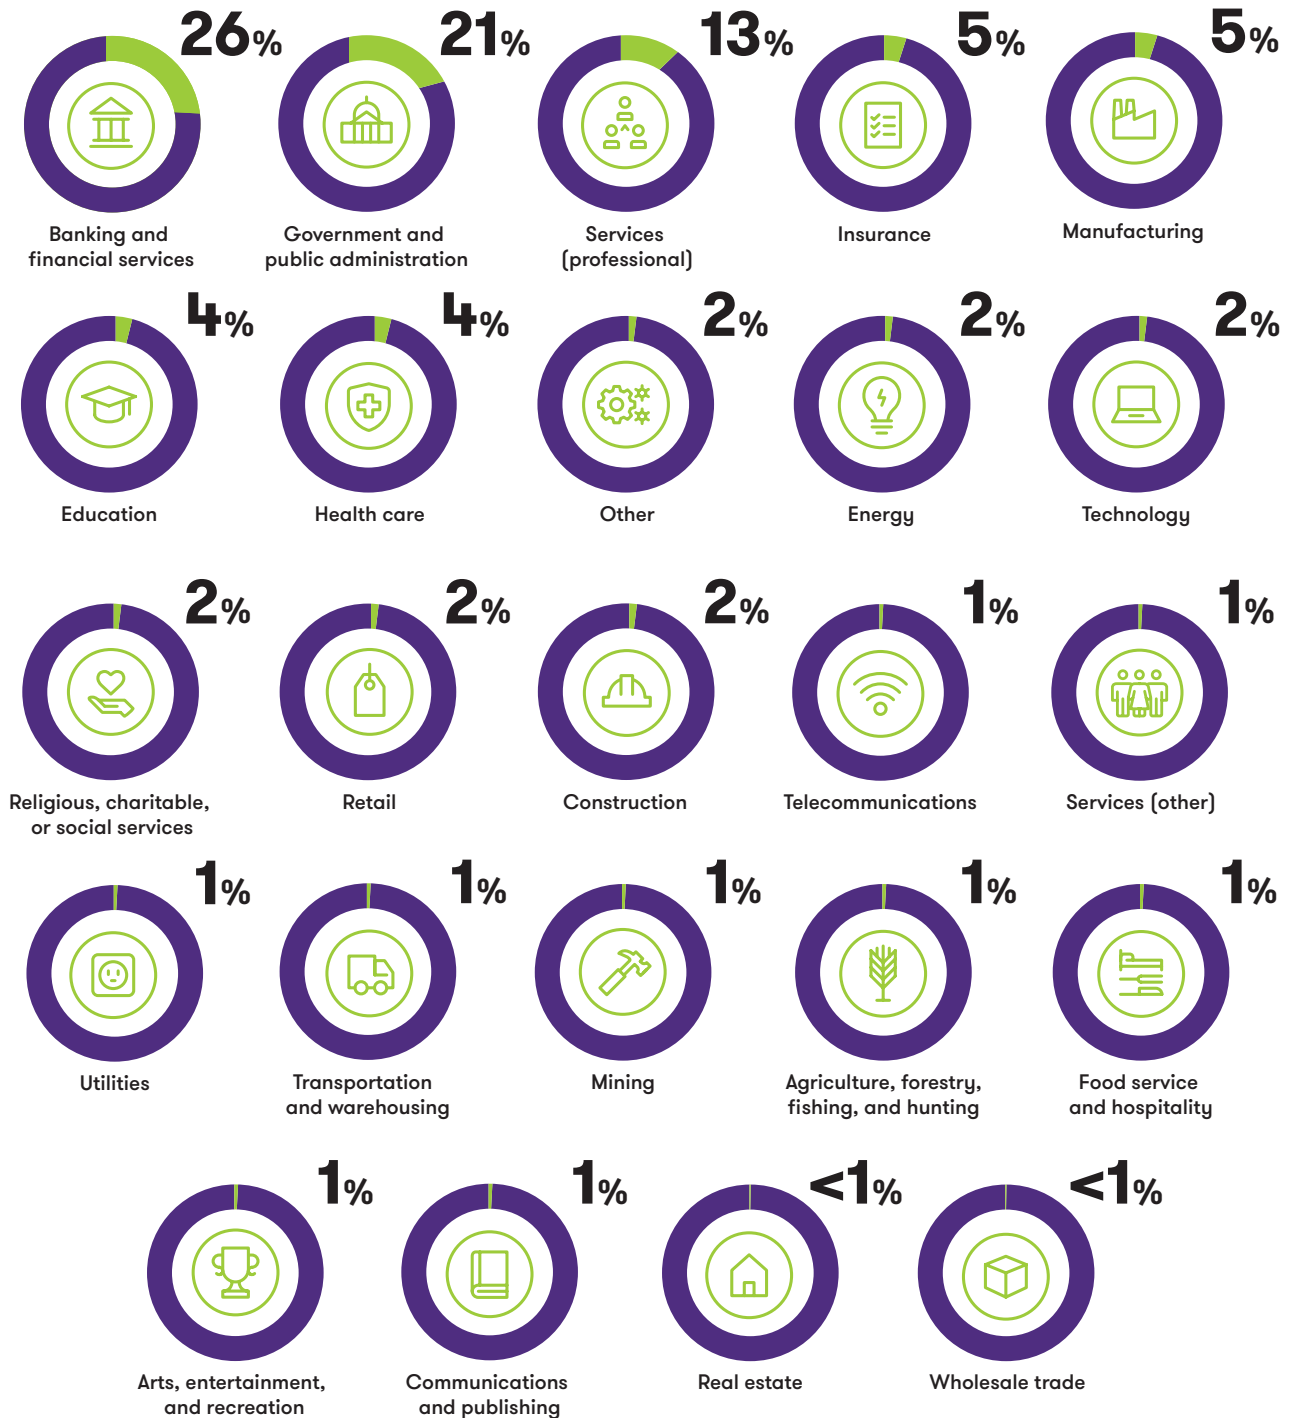 26%
Banking and
financial services
21%
Government and
public administration
13%
Services
(professional)
5%
Insurance
5%
Manufacturing
4%
Education
4%
Health care
2%
Other
2%
Energy
2%
Technology
2%
Religious, charitable,
or social services
2%
Retail
2%
Construction
1%
Telecommunications
1%
Services (other)
1%
Utilities
1%
Transportation
and warehousing
1%
Mining
1%
Agriculture, forestry,
fishing, and hunting
1%
Food service
and hospitality
1%
Arts, entertainment,
and recreation
1%
Communications
and publishing
<1%
Real estate
<1%
Wholesale trade